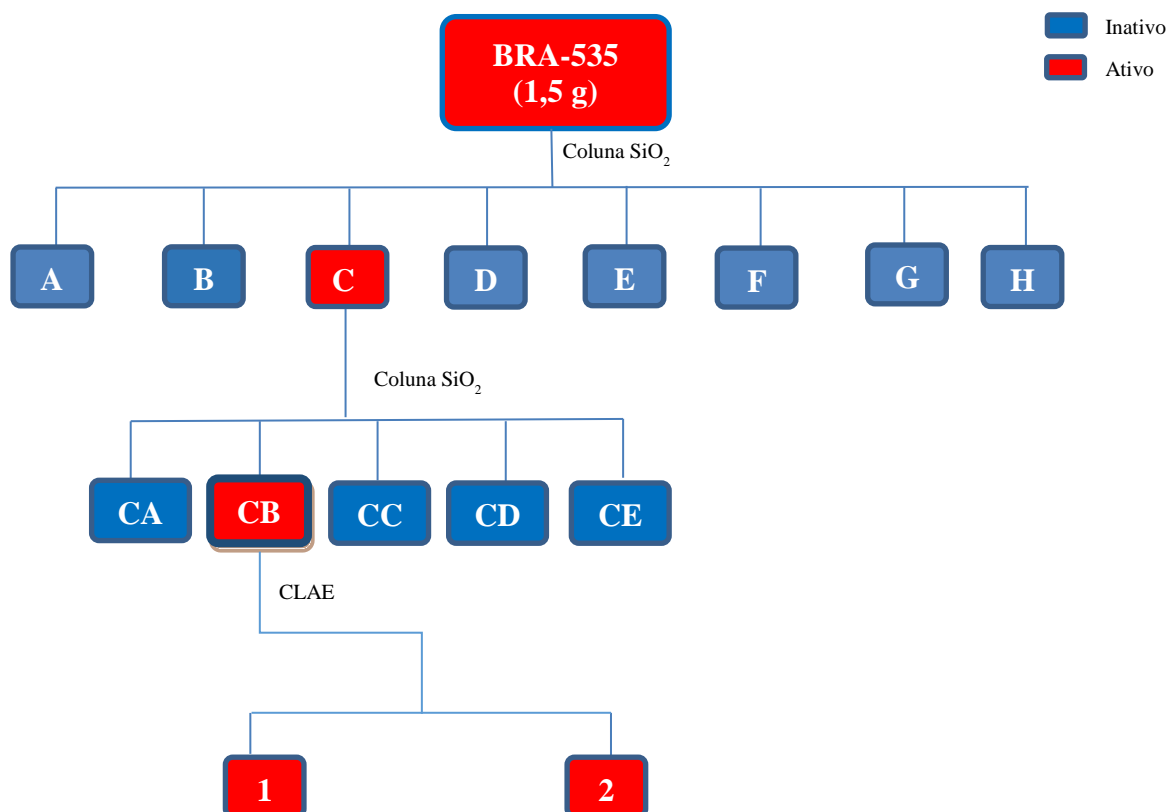 BRA-535
(1,5 g)
Inativo
Ativo
Coluna SiO₂
A
B
C
D
E
F
G
H
Coluna SiO₂
CA
CB
CC
CD
CE
CLAE
1
2